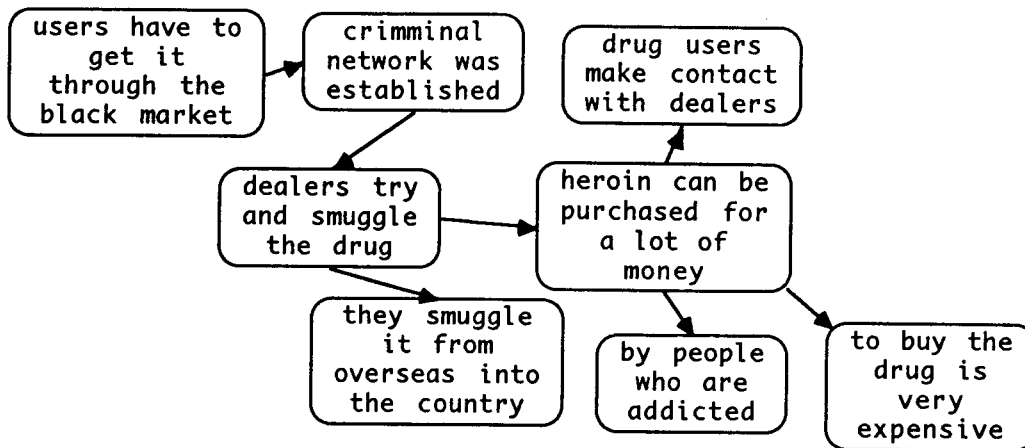 users have to
get it
through the
black market
crimminal
network was
established
drug users
make contact
with dealers
dealers try
and smuggle
the drug
heroin can be
purchased for
a lot of
money
they smuggle
it from
overseas into
the country
by people
who are
addicted
to buy the
drug is
very
expensive